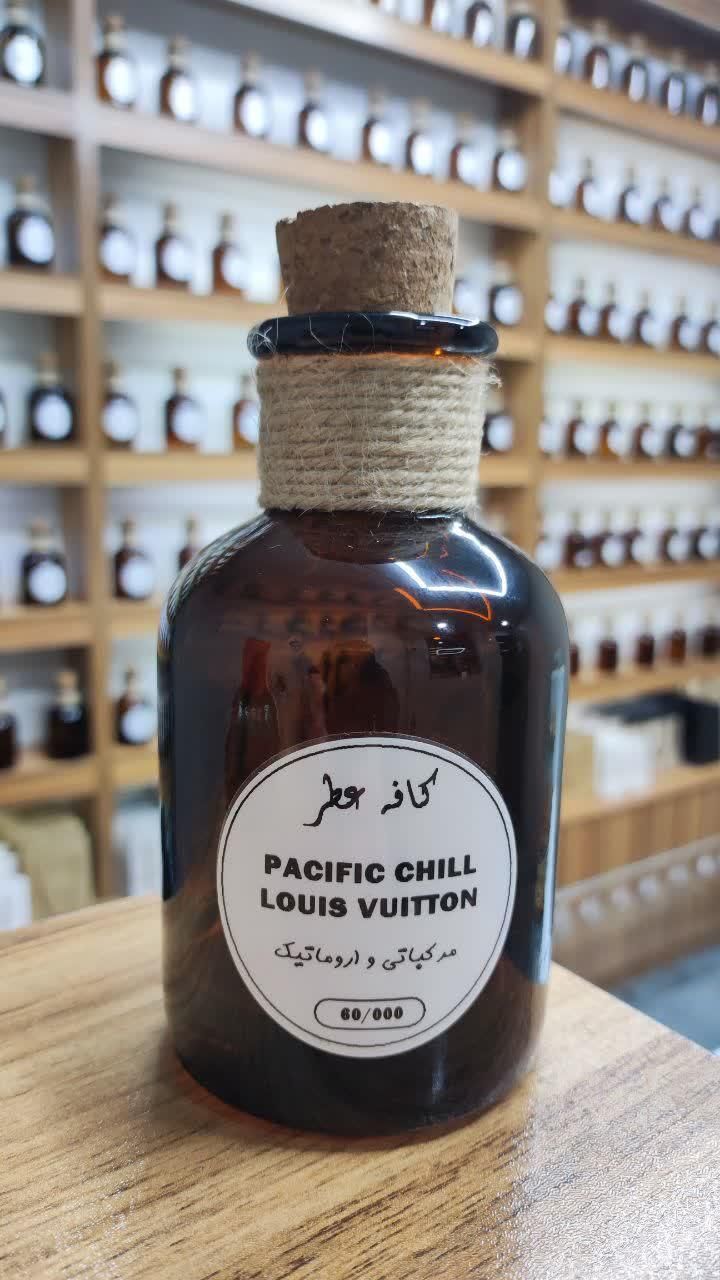 کافه عطر
PACIFIC CHILL
LOUIS VUITTON
مرکباتی و اروماتیک
60/000